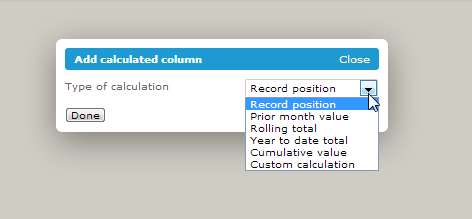 Add calculated column Close
Type of calculation Record position
Record position
Prior month value
Rolling total
Year to date total
Cumulative value
Custom calculation
Done